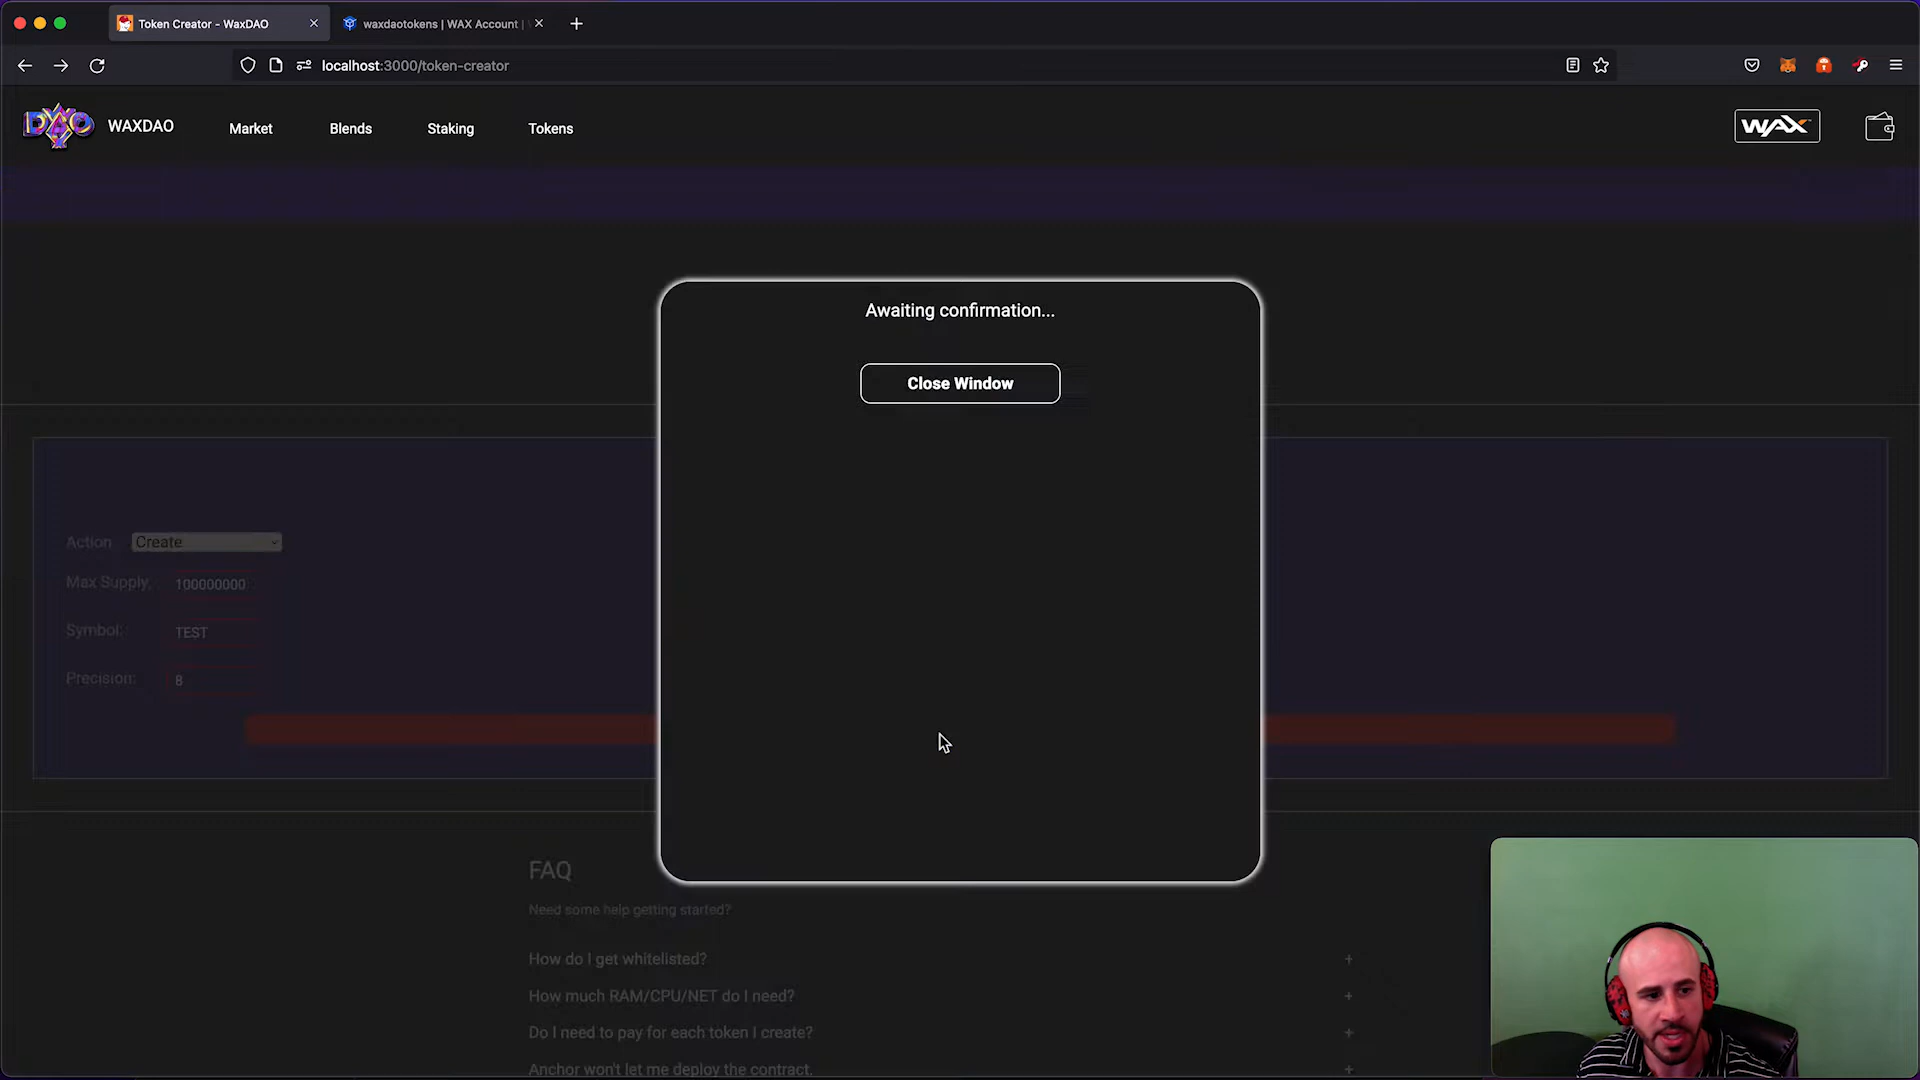 Token Creator - WaxDAO
waxdaotokens | WAX Account |
localhost:3000/token-creator
DAO
WAXDAO
Market
Blends
Staking
Tokens
WAX
Awaiting confirmation...
Close Window
Action
Create
Max Supply:
100000000
Symbol:
TEST
Precision:
8
FAQ
Need some help getting started?
How do I get whitelisted?
+
How much RAM/CPU/NET do I need?
+
Do I need to pay for each token I create?
+
Anchor won't let me deploy the contract.
+